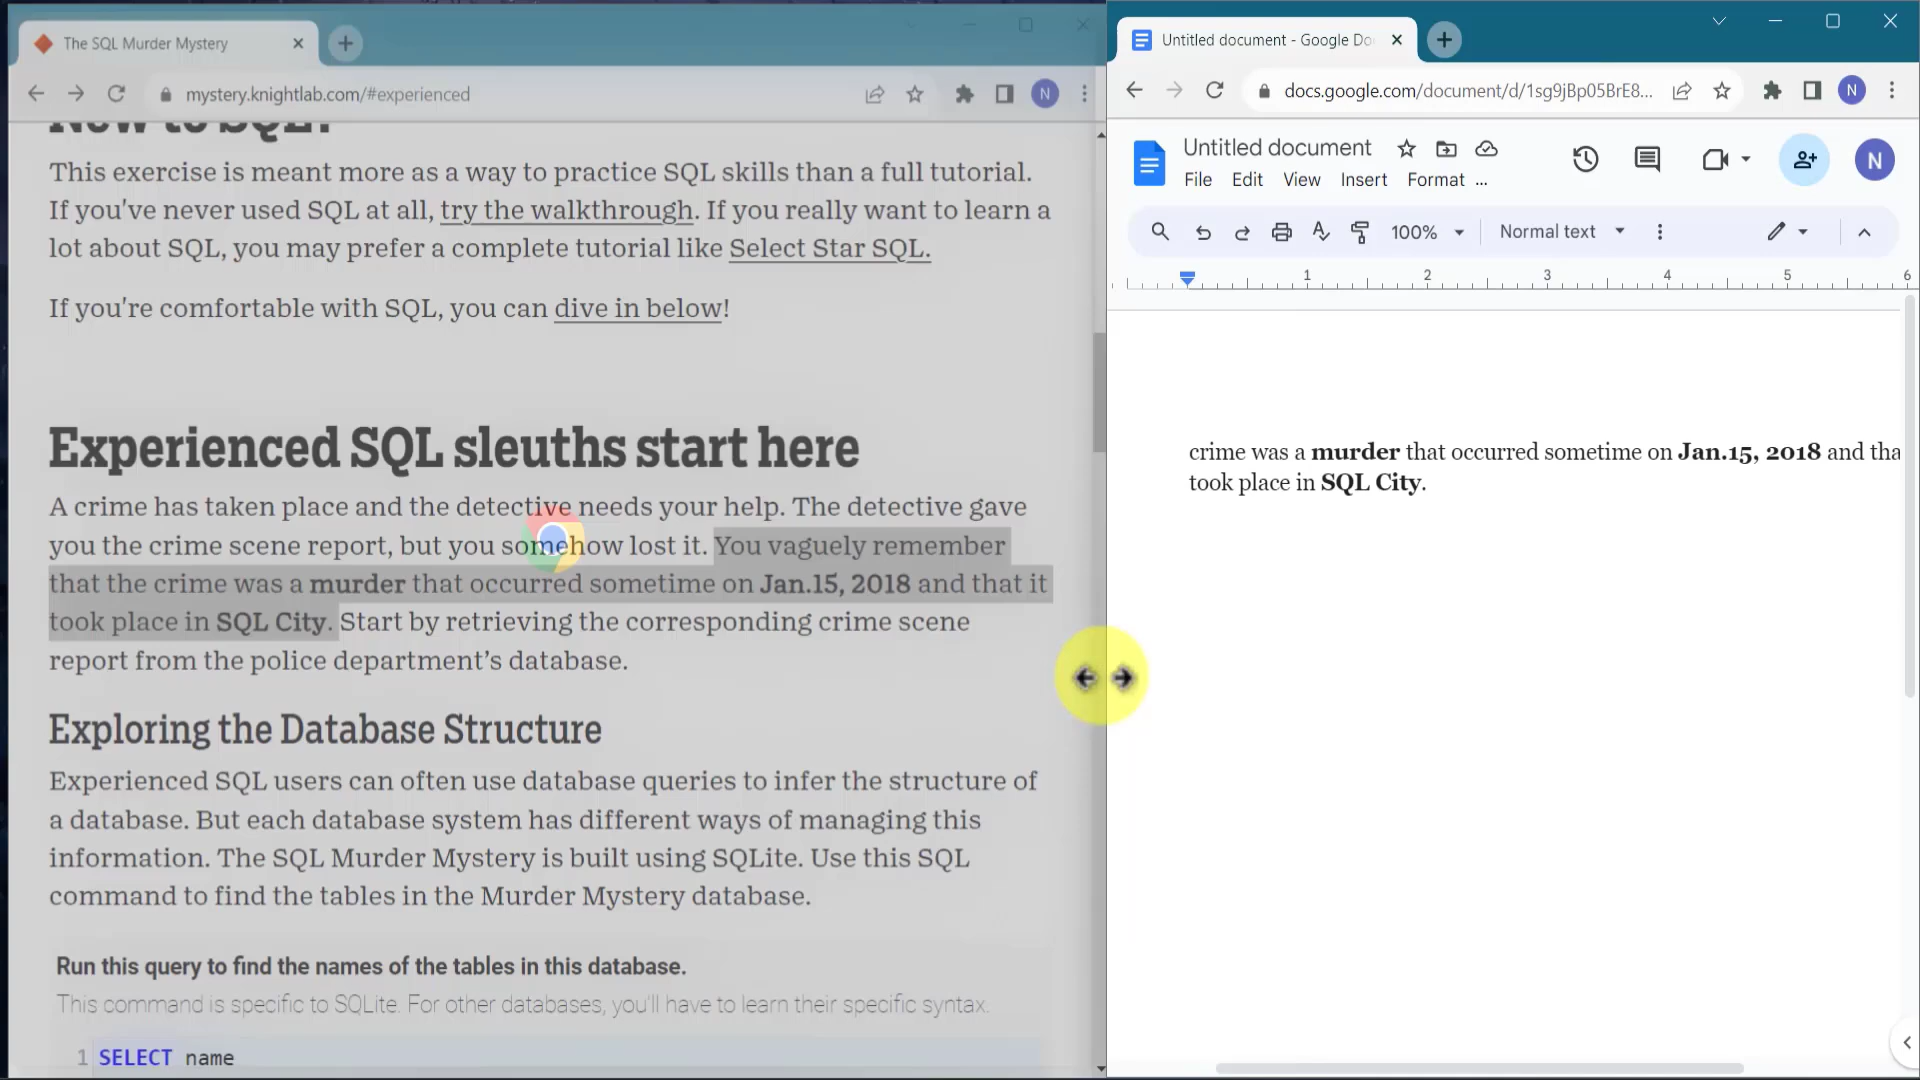 The SQL Murder Mystery
mystery.knightlab.com/#experienced
New to SQL?
This exercise is meant more as a way to practice SQL skills than a full tutorial.
If you've never used SQL at all, try the walkthrough. If you really want to learn a
lot about SQL, you may prefer a complete tutorial like Select Star SQL.
If you're comfortable with SQL, you can dive in below!
Experienced SQL sleuths start here
A crime has taken place and the detective needs your help. The detective gave
you the crime scene report, but you somehow lost it. You vaguely remember
that the crime was a murder that occurred sometime on Jan.15, 2018 and that it
took place in SQL City. Start by retrieving the corresponding crime scene
report from the police department’s database.
Exploring the Database Structure
Experienced SQL users can often use database queries to infer the structure of
a database. But each database system has different ways of managing this
information. The SQL Murder Mystery is built using SQLite. Use this SQL
command to find the tables in the Murder Mystery database.
Run this query to find the names of the tables in this database.
This command is specific to SQLite. For other databases, you'll have to learn their specific syntax.
1 SELECT name
N
Untitled document - Google Do
docs.google.com/document/d/1sg9jBp05BrE8...
N
Untitled document
File Edit View Insert Format ...
N
100% Normal text
1 2 3 4 5 6
crime was a murder that occurred sometime on Jan.15, 2018 and tha
took place in SQL City.